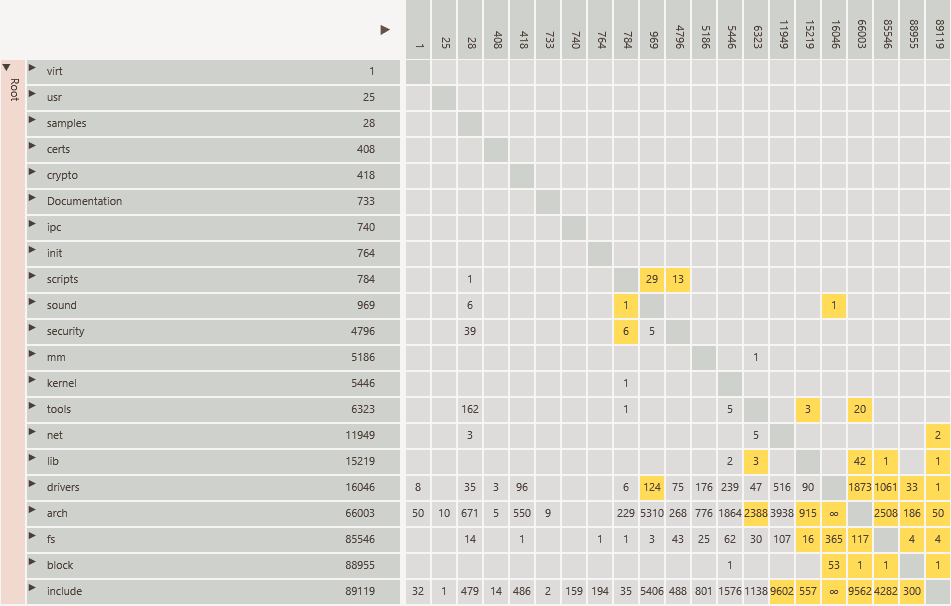 1 25 28 408 418 733 740 764 784 969 4796 5186 5446 6323 11949 15219 16046 66003 85546 88955 89119
Root
virt 1
usr 25
samples 28
certs 408
crypto 418
Documentation 733
ipc 740
init 764
scripts 784 1 29 13
sound 969 6 1 1
security 4796 39 6 5
mm 5186 1
kernel 5446 1
tools 6323 162 1 5 3 20
net 11949 3 5 2
lib 15219 2 3 42 1 1
drivers 16046 8 35 3 96 6 124 75 176 239 47 516 90 1873 1061 33 1
arch 66003 50 10 671 5 550 9 229 5310 268 776 1864 2388 3938 915 ∞ 2508 186 50
fs 85546 14 1 1 1 3 43 25 62 30 107 16 365 117 4 4
block 88955 1 53 1 1 1
include 89119 32 1 479 14 486 2 159 194 35 5406 488 801 1576 1138 9602 557 ∞ 9562 4282 300